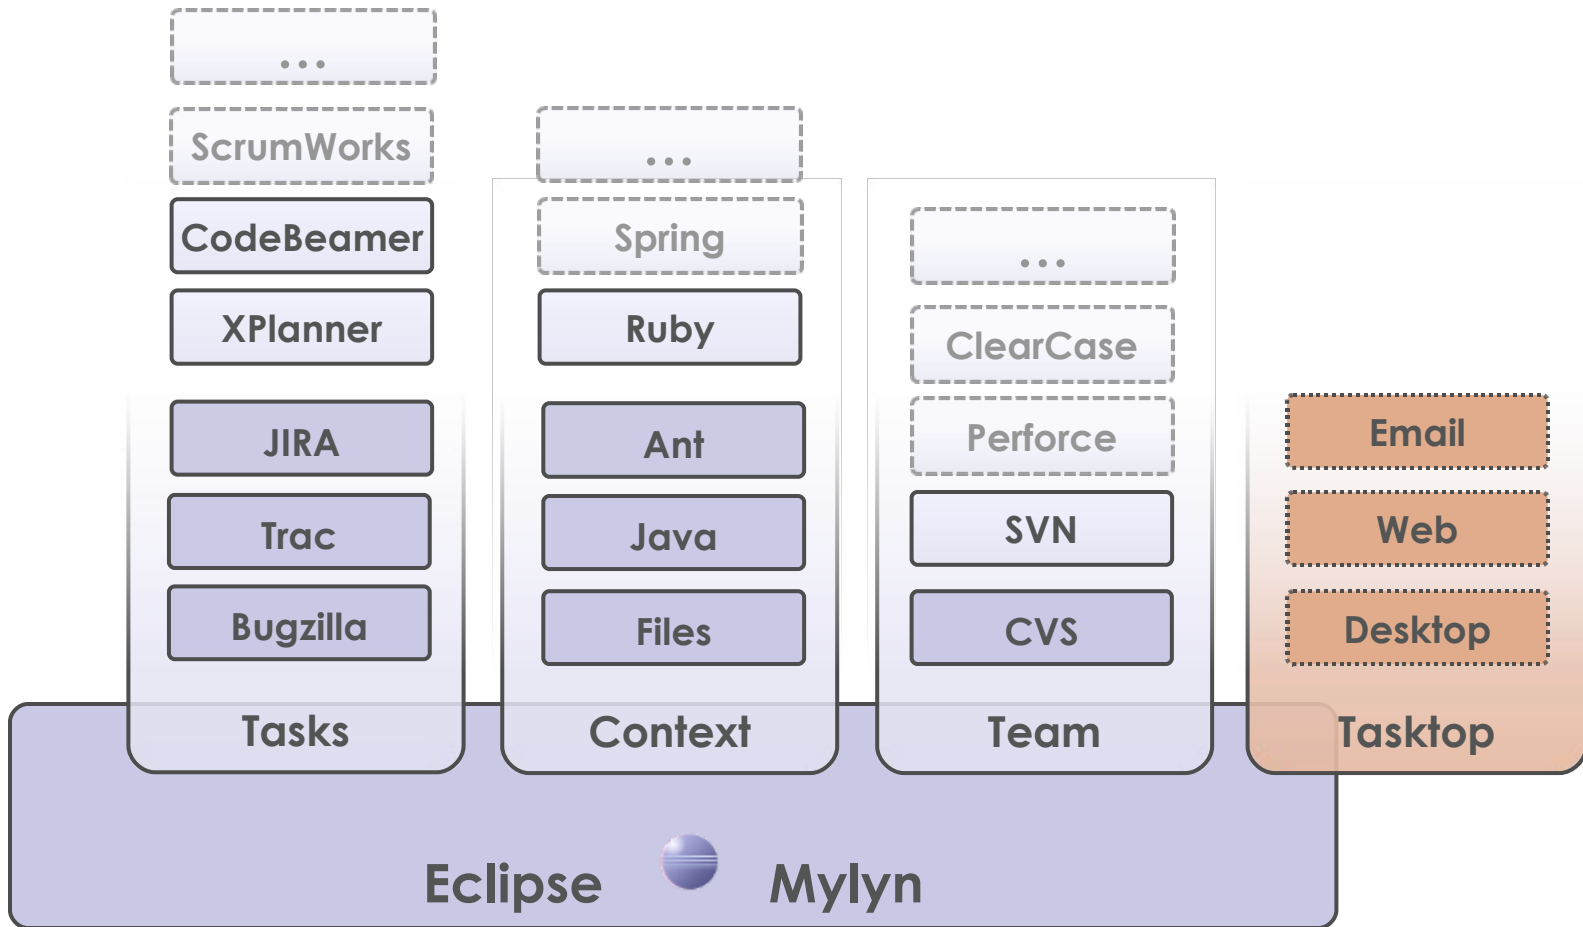 ...
ScrumWorks
CodeBeamer
XPlanner
JIRA
Trac
Bugzilla
Tasks
...
Spring
Ruby
Ant
Java
Files
Context
...
ClearCase
Perforce
SVN
CVS
Team
Email
Web
Desktop
Tasktop
Eclipse Mylyn